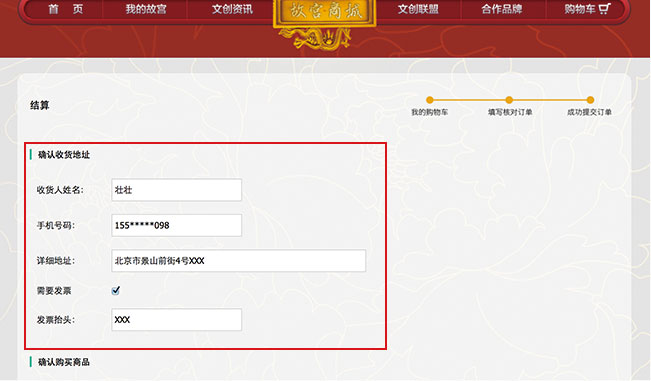 首 页 我的故宫 文创资讯 故宫商城 文创联盟 合作品牌 购物车
结算
我的购物车 填写核对订单 成功提交订单
确认收货地址
收货人姓名: 壮壮
手机号码: 155*****098
详细地址: 北京市景山前街4号XXX
需要发票
发票抬头: XXX
确认购买商品